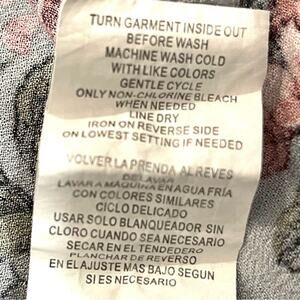 TURN GARMENT INSIDE OUT
BEFORE WASH
MACHINE WASH COLD
WITH LIKE COLORS
GENTLE CYCLE
ONLY NON-CHLORINE BLEACH
WHEN NEEDED
LINE DRY
IRON ON REVERSE SIDE
ON LOWEST SETTING IF NEEDED
VOLVER LA PRENDA AL REVES
DE LAVAR
LAVAR A MAQUINA EN AGUA FRIA
CON COLORES SIMILARES
CICLO DELICADO
USAR SOLO BLANQUEADOR SIN
CLORO CUANDO SEA NECESARIO
SECAR EN EL TENDEDERO
PLANCHAR DE REVERSO
EN EL AJUSTE MAS BAJO SEGUN
SI ES NECESARIO